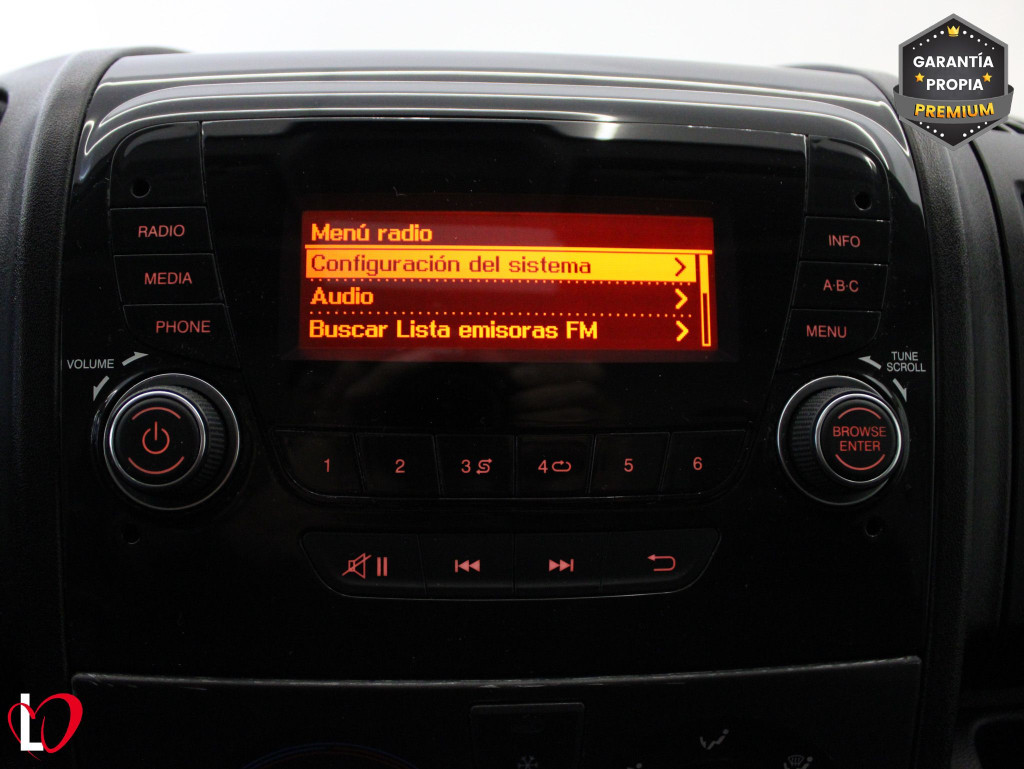 GARANTÍA
PROPIA
PREMIUM
RADIO
MEDIA
PHONE
VOLUME
Menú radio
Configuración del sistema
Audio
Buscar Lista emisoras FM
INFO
A·B·C
MENU
TUNE
SCROLL
BROWSE
ENTER
1 2 3 4 5 6
L